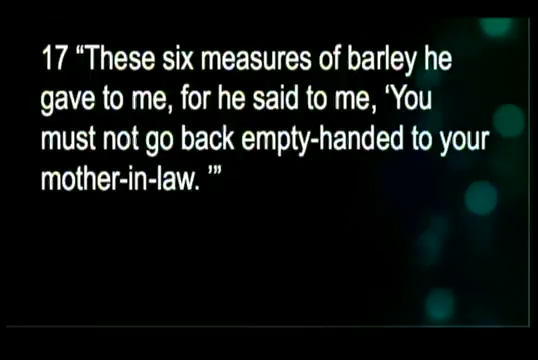 17 “These six measures of barley he
gave to me, for he said to me, ‘You
must not go back empty-handed to your
mother-in-law. ’”